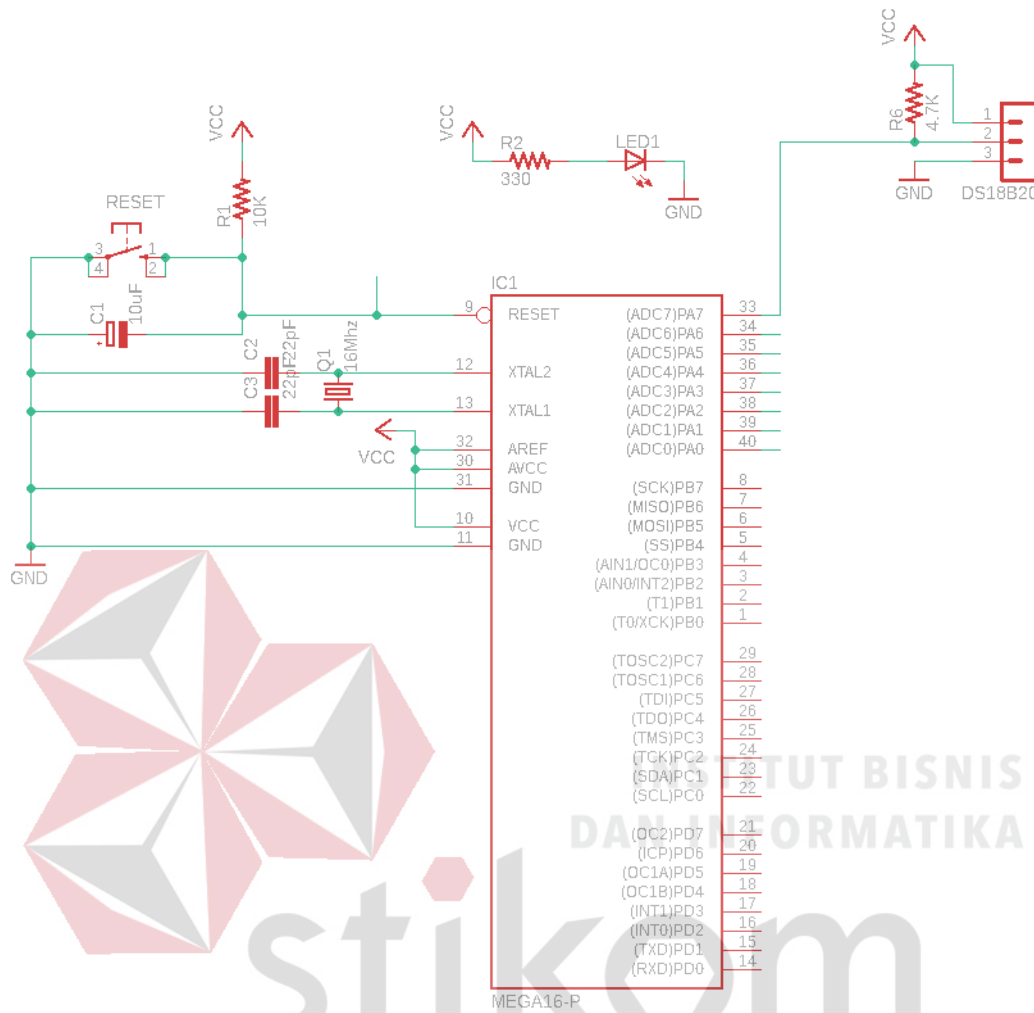 VCC
VCC
VCC
R6
4.7K
1
2
3
GND
DS18B20
R2
330
LED1
GND
RESET
R1
10K
3
1
4
2
C1
10uF
C2
22pF
C3
22pF
Q1
16Mhz
VCC
GND
IC1
9 RESET (ADC7)PA7 33
(ADC6)PA6 34
(ADC5)PA5 35
12 XTAL2 (ADC4)PA4 36
(ADC3)PA3 37
13 XTAL1 (ADC2)PA2 38
(ADC1)PA1 39
32 AREF (ADC0)PA0 40
30 AVCC
31 GND (SCK)PB7 8
(MISO)PB6 7
10 VCC (MOSI)PB5 6
11 GND (SS)PB4 5
(AIN1/OC0)PB3 4
(AIN0/INT2)PB2 3
(T1)PB1 2
(T0/XCK)PB0 1
(TOSC2)PC7 29
(TOSC1)PC6 28
(TDI)PC5 27
(TDO)PC4 26
(TMS)PC3 25
(TCK)PC2 24
(SDA)PC1 23
(SCL)PC0 22
(OC2)PD7 21
(ICP)PD6 20
(OC1A)PD5 19
(OC1B)PD4 18
(INT1)PD3 17
(INT0)PD2 16
(TXD)PD1 15
(RXD)PD0 14
MEGA16-P
INSTITUT BISNIS
DAN INFORMATIKA
stikom